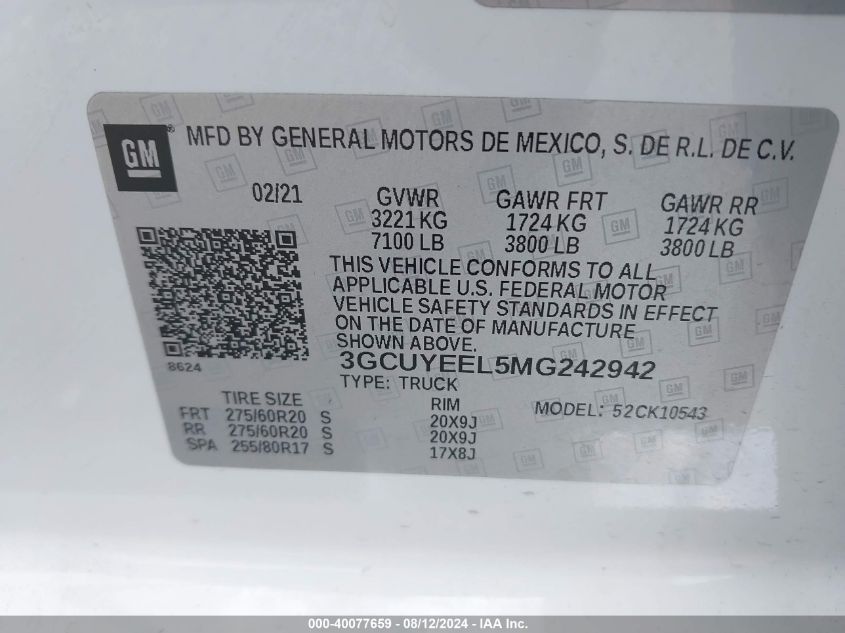 GM ® MFD BY GENERAL MOTORS DE MEXICO, S. DE R.L. DE C.V.
02/21 GVWR GAWR FRT GAWR RR
3221 KG 1724 KG 1724 KG
7100 LB 3800 LB 3800 LB
THIS VEHICLE CONFORMS TO ALL
APPLICABLE U.S. FEDERAL MOTOR
VEHICLE SAFETY STANDARDS IN EFFECT
ON THE DATE OF MANUFACTURE
SHOWN ABOVE.
8624 3GCUYEEL5MG242942
TYPE: TRUCK
TIRE SIZE RIM MODEL: 52CK10543
FRT 275/60R20 S 20X9J
RR 275/60R20 S 20X9J
SPA 255/80R17 S 17X8J
000-40077659 - 08/12/2024 - IAA Inc.